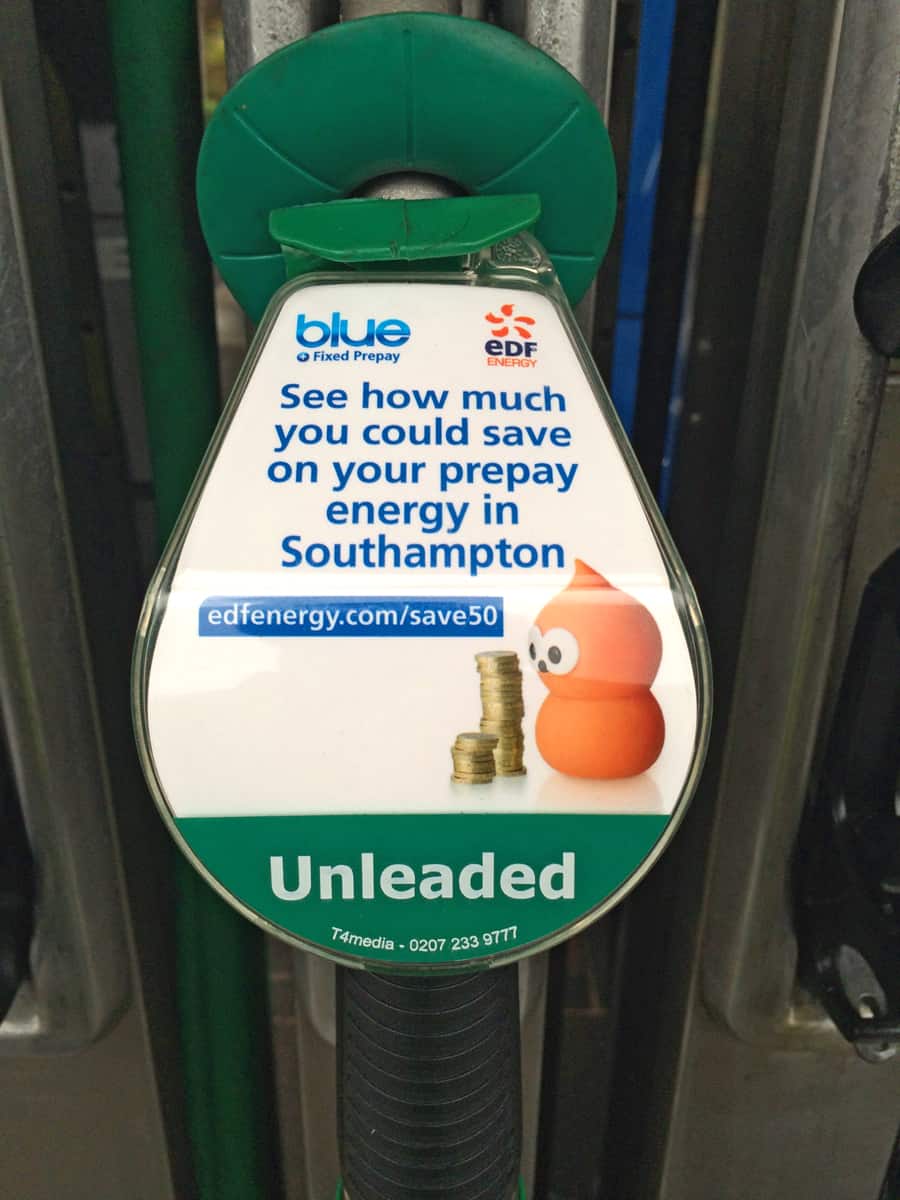 blue
+ Fixed Prepay
eDF
ENERGY
See how much
you could save
on your prepay
energy in
Southampton
edfenergy.com/save50
Unleaded
T4media - 0207 233 9777